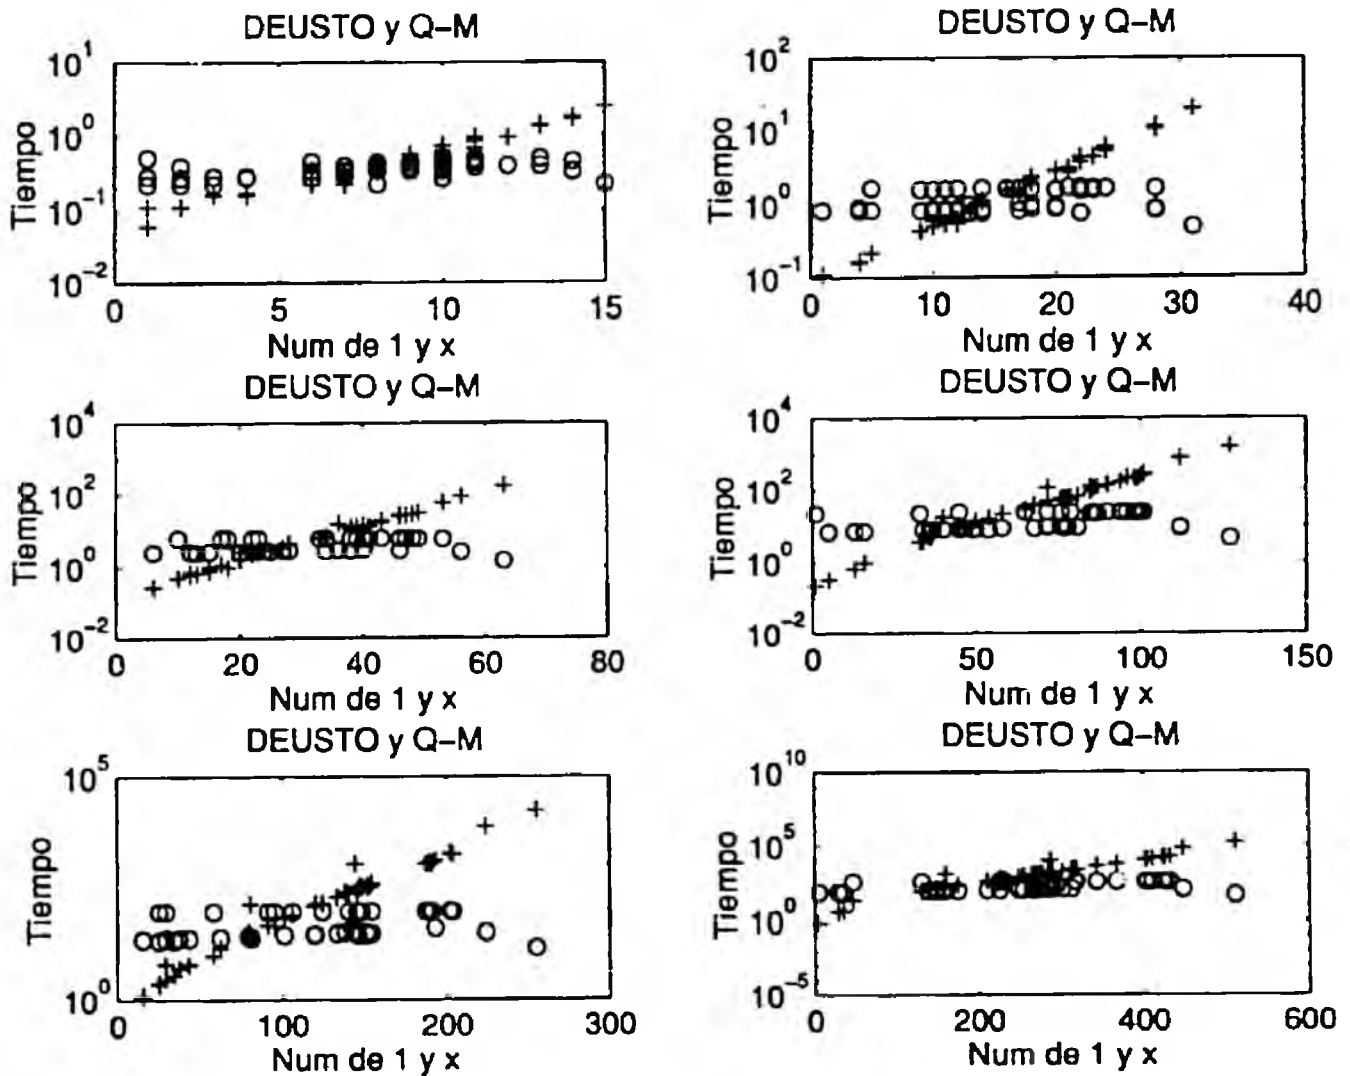 DEUSTO y Q-M
10^1
10^0
10^-1
10^-2
Tiempo
0 5 10 15
Num de 1 y x
DEUSTO y Q-M
10^2
10^1
10^0
10^-1
Tiempo
0 10 20 30 40
Num de 1 y x
DEUSTO y Q-M
10^4
10^2
10^0
10^-2
Tiempo
0 20 40 60 80
Num de 1 y x
DEUSTO y Q-M
10^4
10^2
10^0
10^-2
Tiempo
0 50 100 150
Num de 1 y x
DEUSTO y Q-M
10^5
10^0
Tiempo
0 100 200 300
Num de 1 y x
DEUSTO y Q-M
10^10
10^5
10^0
10^-5
Tiempo
0 200 400 600
Num de 1 y x